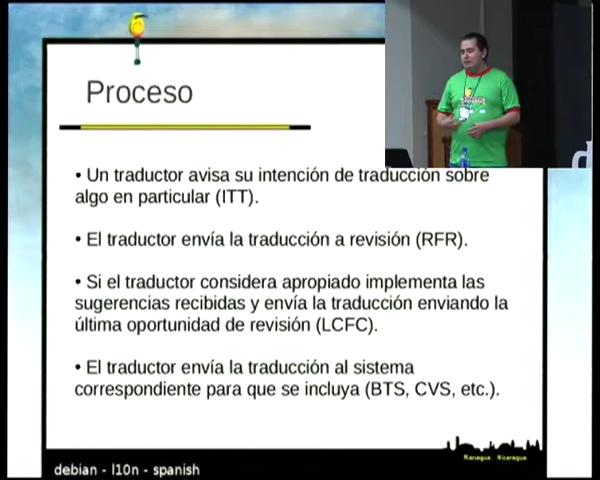 Proceso
• Un traductor avisa su intención de traducción sobre
algo en particular (ITT).
• El traductor envía la traducción a revisión (RFR).
• Si el traductor considera apropiado implementa las
sugerencias recibidas y envía la traducción enviando la
última oportunidad de revisión (LCFC).
• El traductor envía la traducción al sistema
correspondiente para que se incluya (BTS, CVS, etc.).
Managua . Nicaragua
debian - l10n - spanish